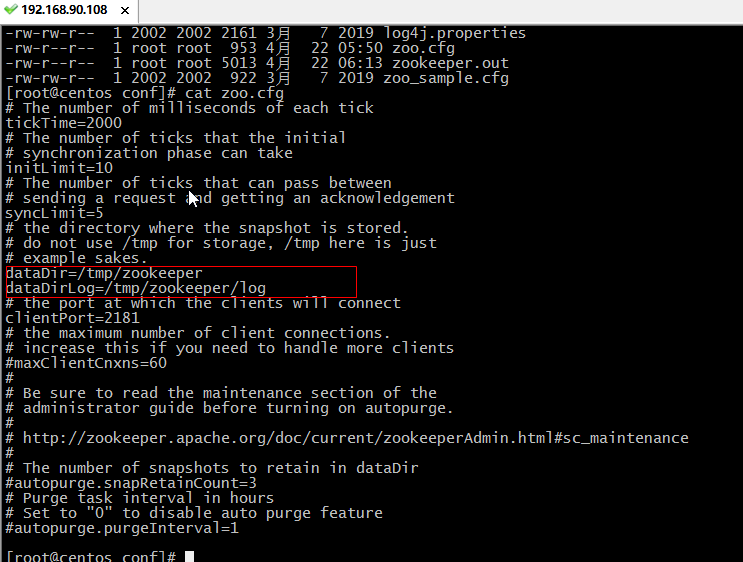 192.168.90.108 ×
-rw-rw-r-- 1 2002 2002 2161 3月 7 2019 log4j.properties
-rw-r--r-- 1 root root 953 4月 22 05:50 zoo.cfg
-rw-r--r-- 1 root root 5013 4月 22 06:13 zookeeper.out
-rw-rw-r-- 1 2002 2002 922 3月 7 2019 zoo_sample.cfg
[root@centos conf]# cat zoo.cfg
# The number of milliseconds of each tick
tickTime=2000
# The number of ticks that the initial
# synchronization phase can take
initLimit=10
# The number of ticks that can pass between
# sending a request and getting an acknowledgement
syncLimit=5
# the directory where the snapshot is stored.
# do not use /tmp for storage, /tmp here is just
# example sakes.
dataDir=/tmp/zookeeper
dataDirLog=/tmp/zookeeper/log
# the port at which the clients will connect
clientPort=2181
# the maximum number of client connections.
# increase this if you need to handle more clients
#maxClientCnxns=60
#
# Be sure to read the maintenance section of the
# administrator guide before turning on autopurge.
#
# http://zookeeper.apache.org/doc/current/zookeeperAdmin.html#sc_maintenance
#
# The number of snapshots to retain in dataDir
#autopurge.snapRetainCount=3
# Purge task interval in hours
# Set to "0" to disable auto purge feature
#autopurge.purgeInterval=1
[root@centos conf]#